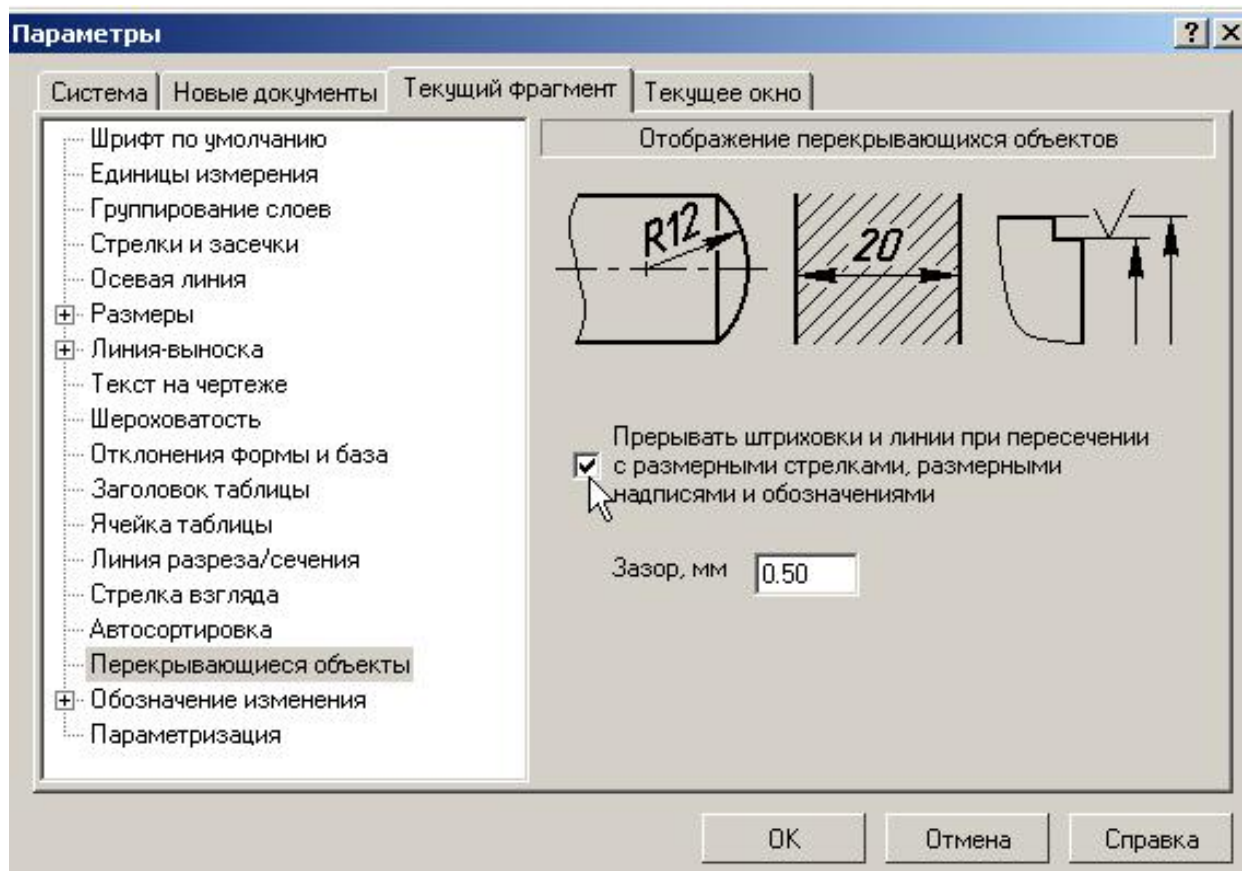 Параметры
Система
Новые документы
Текущий фрагмент
Текущее окно
Шрифт по умолчанию
Единицы измерения
Группирование слоев
Стрелки и засечки
Осевая линия
Размеры
Линия-выноска
Текст на чертеже
Шероховатость
Отклонения формы и база
Заголовок таблицы
Ячейка таблицы
Линия разреза/сечения
Стрелка взгляда
Автосортировка
Перекрывающиеся объекты
Обозначение изменения
Параметризация
Отображение перекрывающихся объектов
R12
20
Прерывать штриховки и линии при пересечении
с размерными стрелками, размерными
надписями и обозначениями
Зазор, мм
0.50
OK
Отмена
Справка